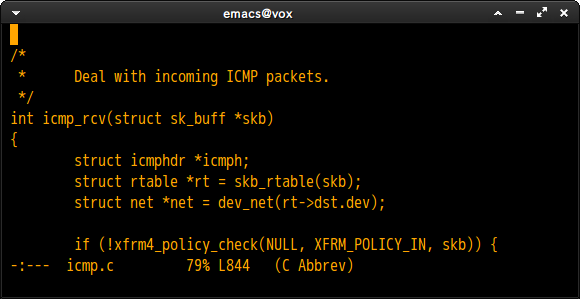 emacs@vox
/*
 *      Deal with incoming ICMP packets.
 */
int icmp_rcv(struct sk_buff *skb)
{
        struct icmphdr *icmph;
        struct rtable *rt = skb_rtable(skb);
        struct net *net = dev_net(rt->dst.dev);

        if (!xfrm4_policy_check(NULL, XFRM_POLICY_IN, skb)) {
-:---  icmp.c         79% L844   (C Abbrev)